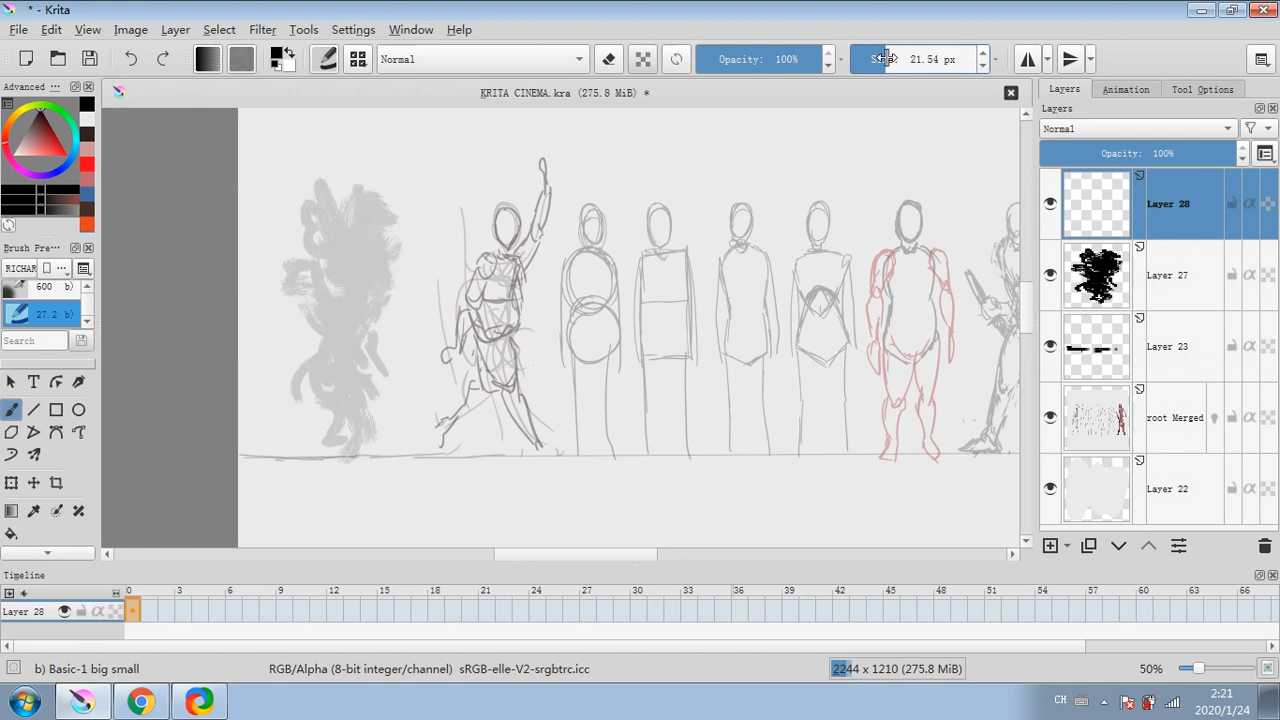 * - Krita
File Edit View Image Layer Select Filter Tools Settings Window Help
Normal Opacity: 100% 21.54 px
Advanced KRITA CINEMA.kra (275.8 MiB) * Layers Animation Tool Options
Layers
Normal
Opacity: 100%
Layer 28
Brush Pre…
RICHAR …
600 b)
27.2 b)
Layer 27
Search
Layer 23
root Merged
Layer 22
Timeline
0 3 6 9 12 15 18 21 24 27 30 33 36 39 42 45 48 51 54 57 60 63 66
Layer 28
b) Basic-1 big small RGB/Alpha (8-bit integer/channel) sRGB-elle-V2-srgbtrc.icc 2244 x 1210 (275.8 MiB) 50%
CH 2:21
2020/1/24